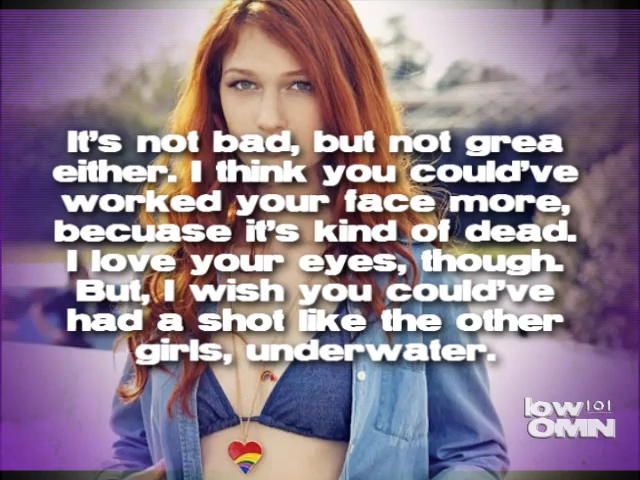 It's not bad, but not grea
either. I think you could've
worked your face more,
becuase it's kind of dead.
I love your eyes, though.
But, I wish you could've
had a shot like the other
girls, underwater.
low 101
OMN